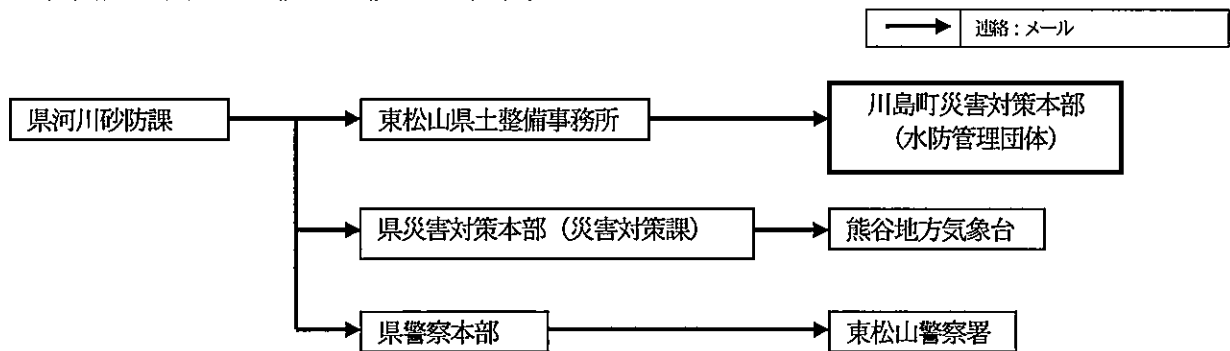 連絡：メール
県河川砂防課
東松山県土整備事務所
川島町災害対策本部
（水防管理団体）
県災害対策本部（災害対策課）
熊谷地方気象台
県警察本部
東松山警察署